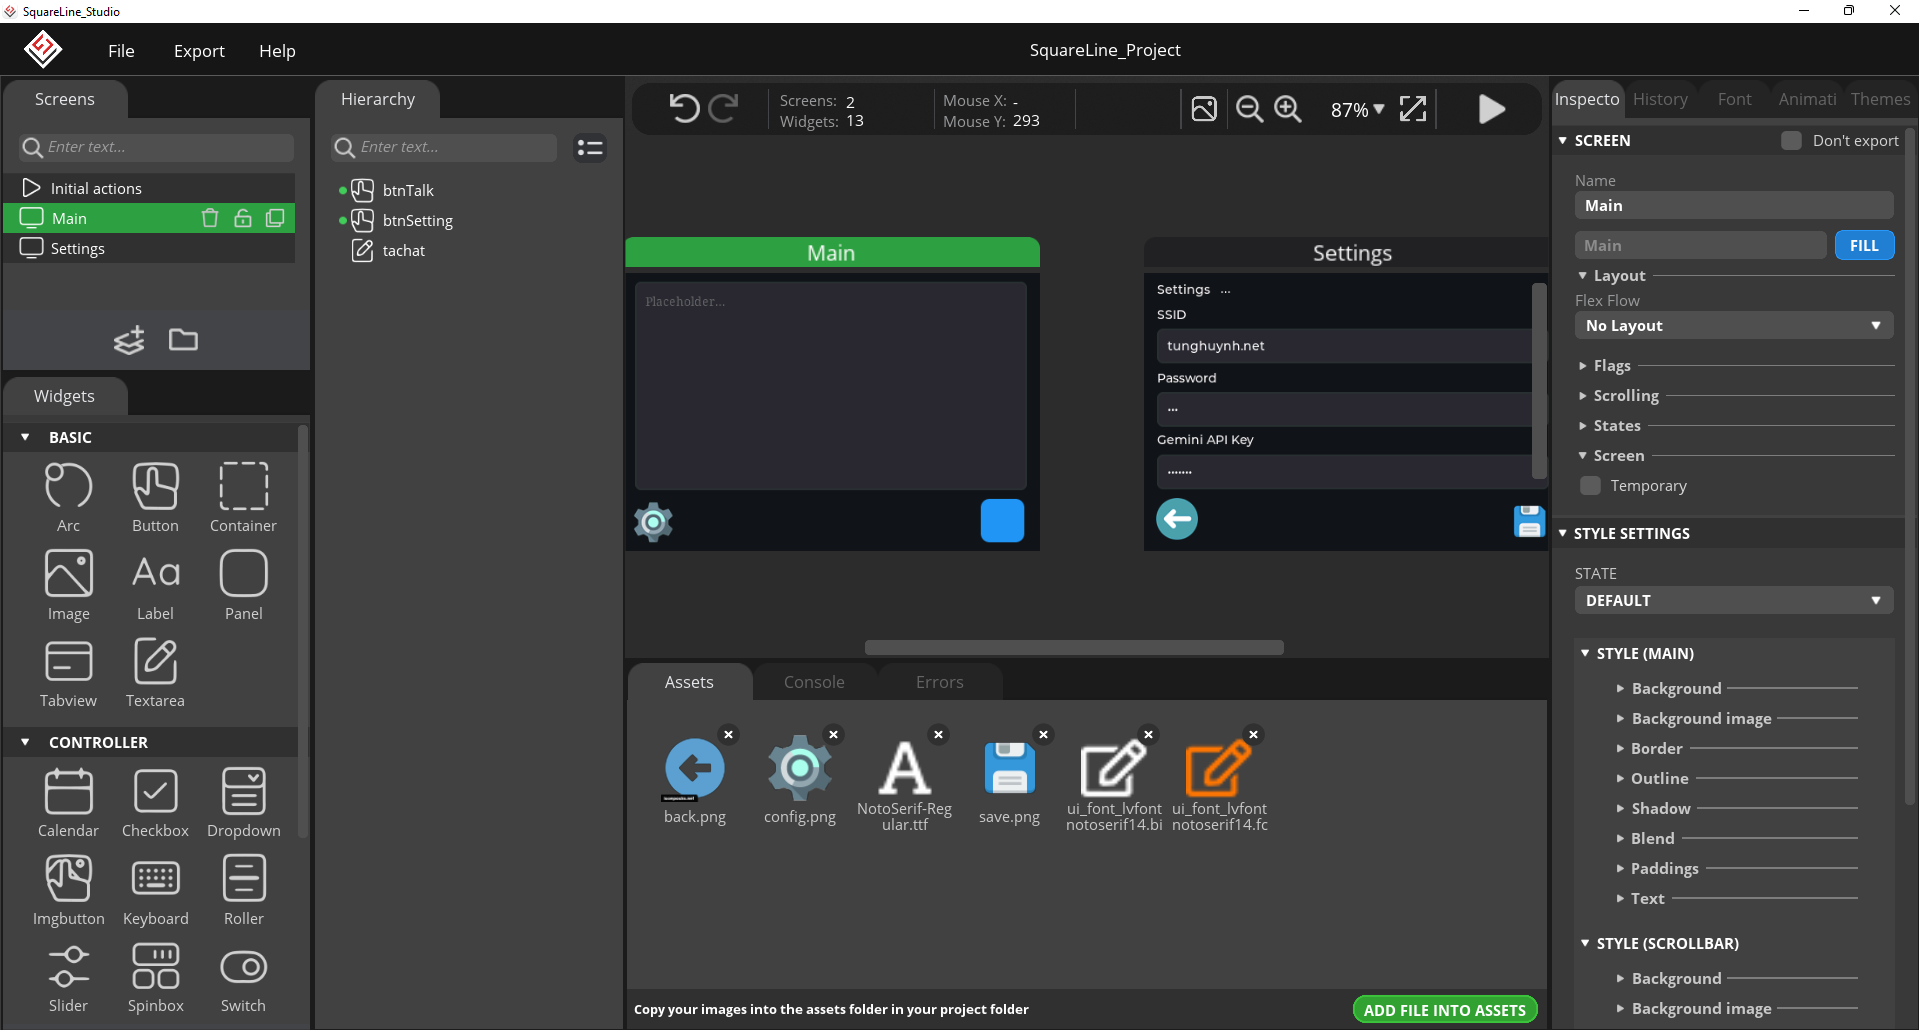 SquareLine_Studio
File Export Help
SquareLine_Project
Screens
Enter text...
Initial actions
Main
Settings
Widgets
BASIC
Arc Button Container
Image Label Panel
Tabview Textarea
CONTROLLER
Calendar Checkbox Dropdown
Imgbutton Keyboard Roller
Slider Spinbox Switch
Hierarchy
Enter text...
btnTalk
btnSetting
tachat
Screens: 2
Widgets: 13
Mouse X: -
Mouse Y: 293
87%
Main
Placeholder...
Settings
Settings ...
SSID
tunghuynh.net
Password
...
Gemini API Key
.......
Assets Console Errors
back.png
config.png
NotoSerif-Reg
ular.ttf
save.png
ui_font_lvfont
notoserif14.bi
ui_font_lvfont
notoserif14.fc
Copy your images into the assets folder in your project folder
ADD FILE INTO ASSETS
Inspecto History Font Animati Themes
SCREEN Don't export
Name
Main
Main FILL
Layout
Flex Flow
No Layout
Flags
Scrolling
States
Screen
Temporary
STYLE SETTINGS
STATE
DEFAULT
STYLE (MAIN)
Background
Background image
Border
Outline
Shadow
Blend
Paddings
Text
STYLE (SCROLLBAR)
Background
Background image